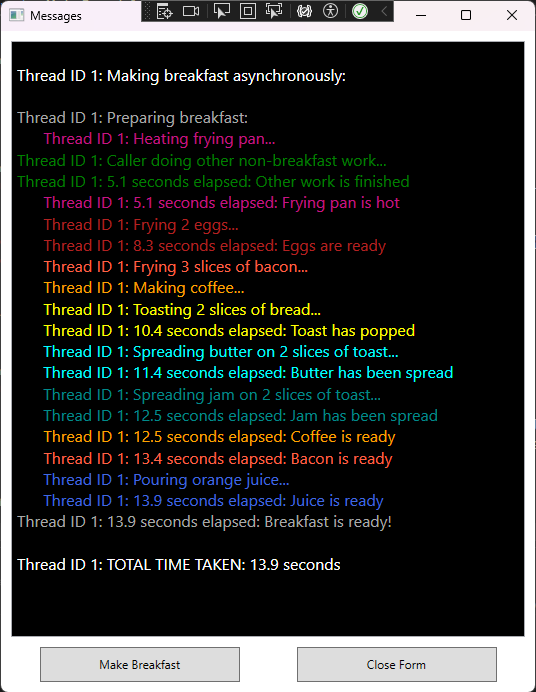 Messages
Thread ID 1: Making breakfast asynchronously:
Thread ID 1: Preparing breakfast:
Thread ID 1: Heating frying pan...
Thread ID 1: Caller doing other non-breakfast work...
Thread ID 1: 5.1 seconds elapsed: Other work is finished
Thread ID 1: 5.1 seconds elapsed: Frying pan is hot
Thread ID 1: Frying 2 eggs...
Thread ID 1: 8.3 seconds elapsed: Eggs are ready
Thread ID 1: Frying 3 slices of bacon...
Thread ID 1: Making coffee...
Thread ID 1: Toasting 2 slices of bread...
Thread ID 1: 10.4 seconds elapsed: Toast has popped
Thread ID 1: Spreading butter on 2 slices of toast...
Thread ID 1: 11.4 seconds elapsed: Butter has been spread
Thread ID 1: Spreading jam on 2 slices of toast...
Thread ID 1: 12.5 seconds elapsed: Jam has been spread
Thread ID 1: 12.5 seconds elapsed: Coffee is ready
Thread ID 1: 13.4 seconds elapsed: Bacon is ready
Thread ID 1: Pouring orange juice...
Thread ID 1: 13.9 seconds elapsed: Juice is ready
Thread ID 1: 13.9 seconds elapsed: Breakfast is ready!
Thread ID 1: TOTAL TIME TAKEN: 13.9 seconds
Make Breakfast
Close Form